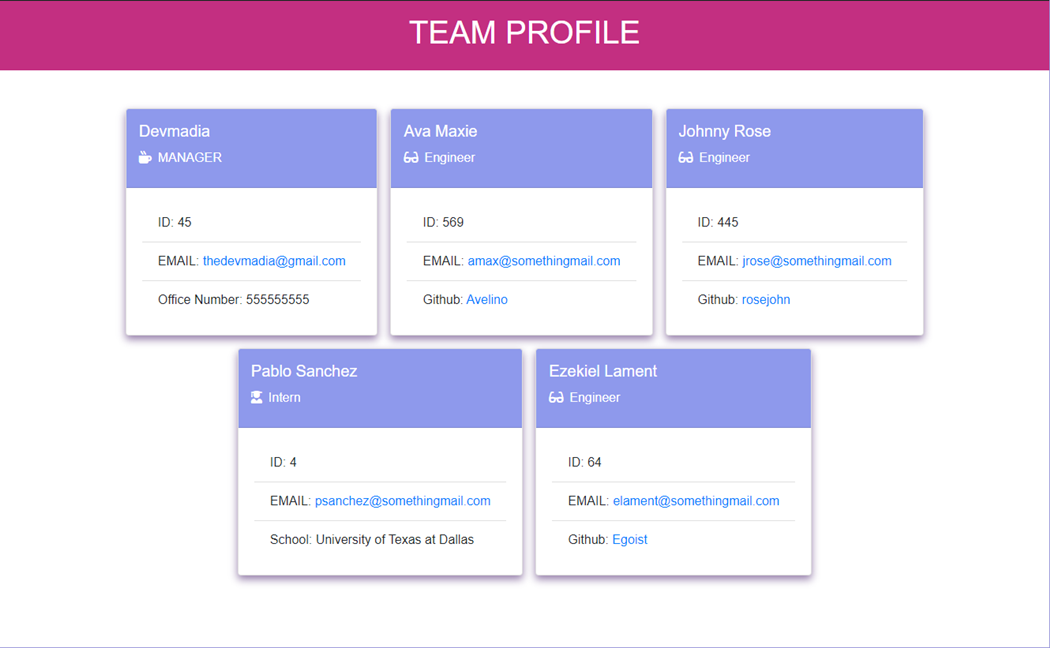 TEAM PROFILE
Devmadia
MANAGER
ID: 45
EMAIL: thedevmadia@gmail.com
Office Number: 555555555
Ava Maxie
Engineer
ID: 569
EMAIL: amax@somethingmail.com
Github: Avelino
Johnny Rose
Engineer
ID: 445
EMAIL: jrose@somethingmail.com
Github: rosejohn
Pablo Sanchez
Intern
ID: 4
EMAIL: psanchez@somethingmail.com
School: University of Texas at Dallas
Ezekiel Lament
Engineer
ID: 64
EMAIL: elament@somethingmail.com
Github: Egoist